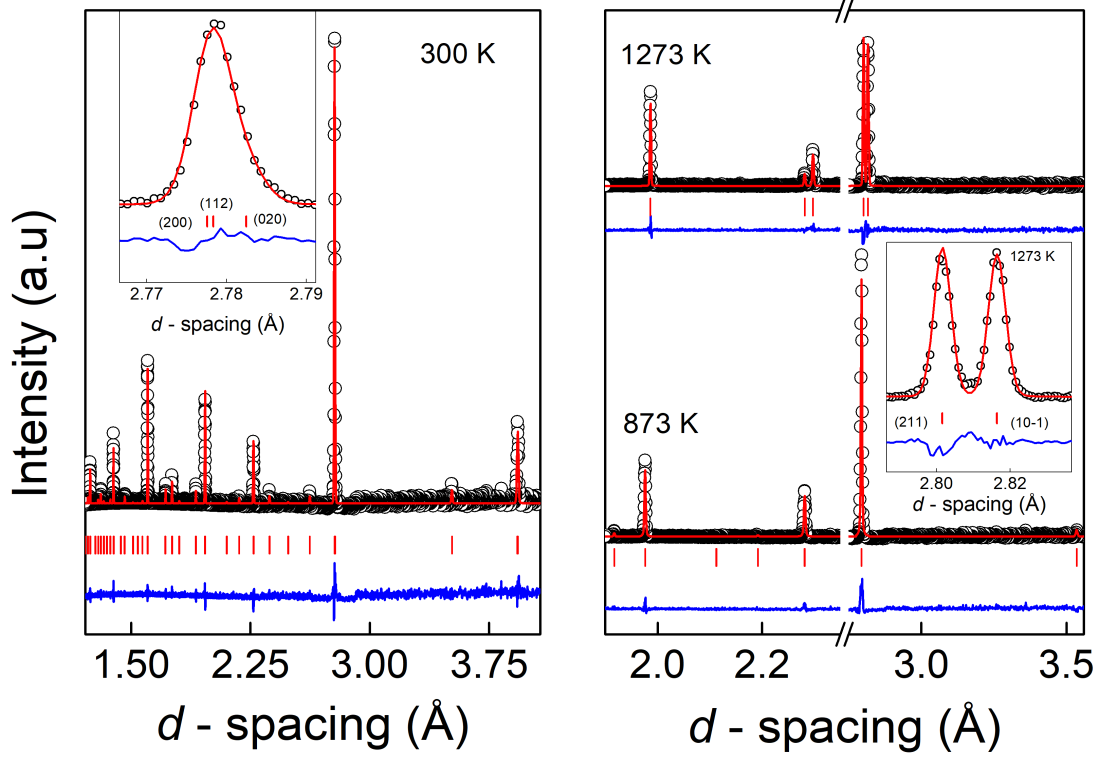 Intensity (a.u)
300 K
(112)
(200)
(020)
2.77 2.78 2.79
d - spacing (Å)
1.50 2.25 3.00 3.75
d - spacing (Å)
1273 K
873 K
1273 K
(211)
(10-1)
2.80 2.82
d - spacing (Å)
2.0 2.2 3.0 3.5
d - spacing (Å)